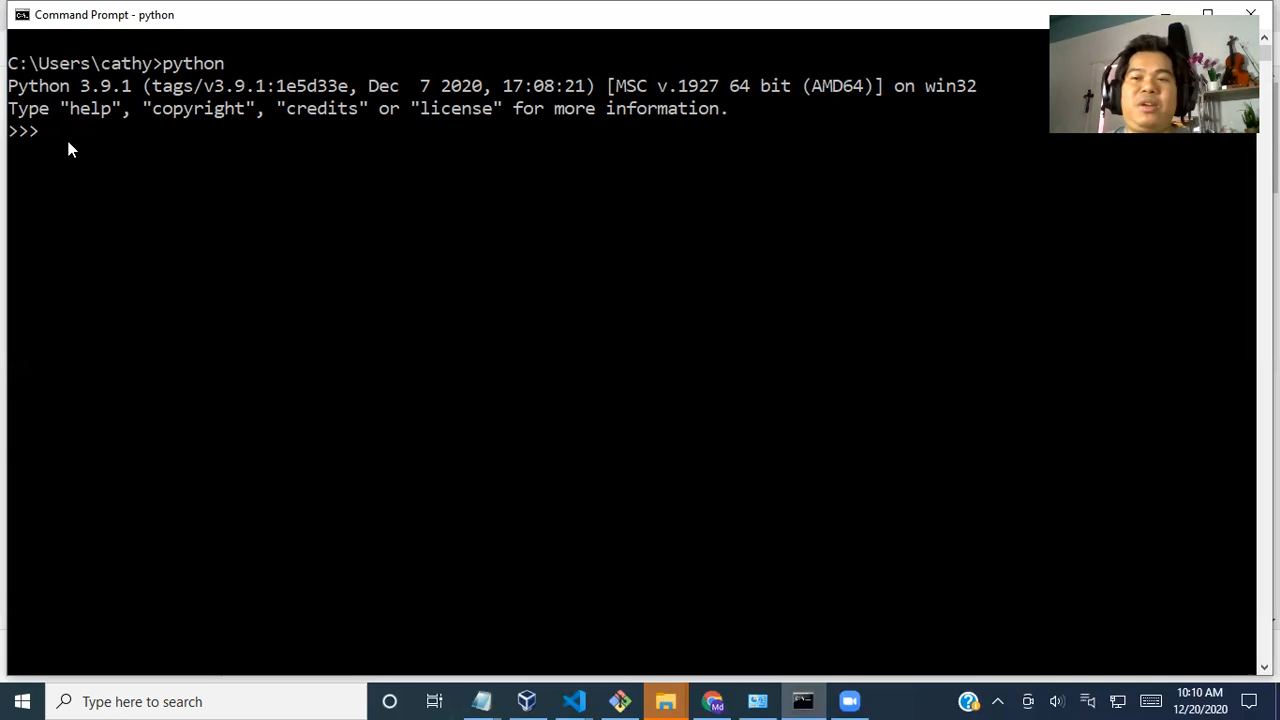 Command Prompt - python
C:\Users\cathy>python
Python 3.9.1 (tags/v3.9.1:1e5d33e, Dec  7 2020, 17:08:21) [MSC v.1927 64 bit (AMD64)] on win32
Type "help", "copyright", "credits" or "license" for more information.
>>>
Type here to search
Md
10:10 AM
12/20/2020